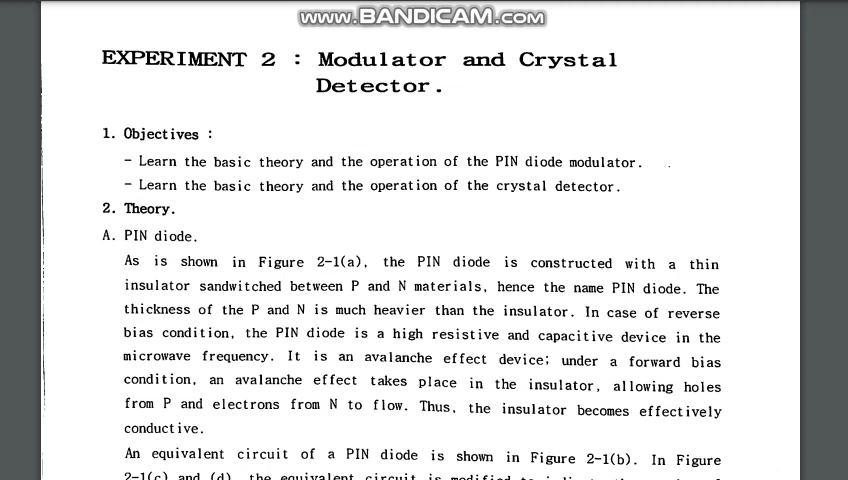 www.BANDICAM.com
EXPERIMENT 2 : Modulator and Crystal
Detector.
1. Objectives :
- Learn the basic theory and the operation of the PIN diode modulator.
- Learn the basic theory and the operation of the crystal detector.
2. Theory.
A. PIN diode.
As is shown in Figure 2-1(a), the PIN diode is constructed with a thin
insulator sandwitched between P and N materials, hence the name PIN diode. The
thickness of the P and N is much heavier than the insulator. In case of reverse
bias condition, the PIN diode is a high resistive and capacitive device in the
microwave frequency. It is an avalanche effect device; under a forward bias
condition, an avalanche effect takes place in the insulator, allowing holes
from P and electrons from N to flow. Thus, the insulator becomes effectively
conductive.
An equivalent circuit of a PIN diode is shown in Figure 2-1(b). In Figure
2-1(c) and (d), the equivalent circuit is modified to indicate the